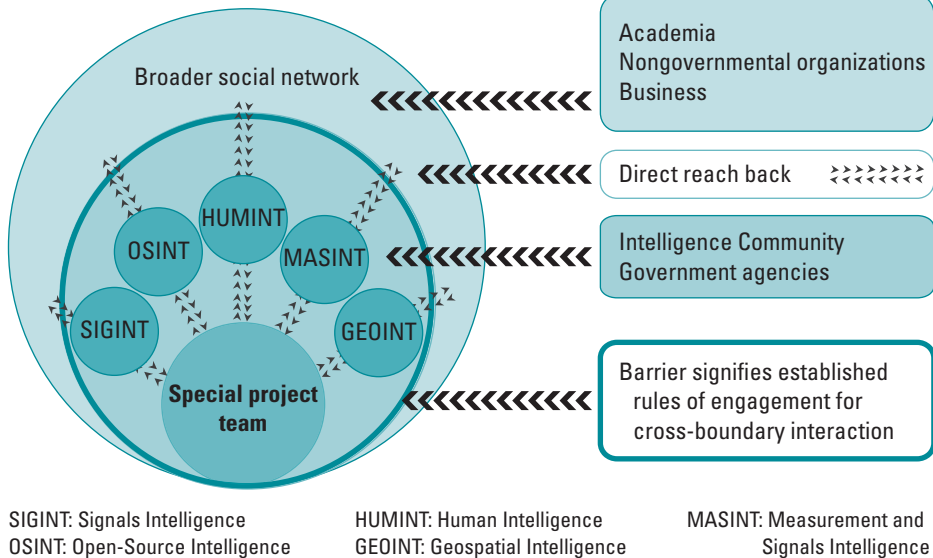 Broader social network
HUMINT
OSINT
MASINT
SIGINT
GEOINT
Special project
team
Academia
Nongovernmental organizations
Business
Direct reach back
Intelligence Community
Government agencies
Barrier signifies established
rules of engagement for
cross-boundary interaction
SIGINT: Signals Intelligence
OSINT: Open-Source Intelligence
HUMINT: Human Intelligence
GEOINT: Geospatial Intelligence
MASINT: Measurement and
Signals Intelligence